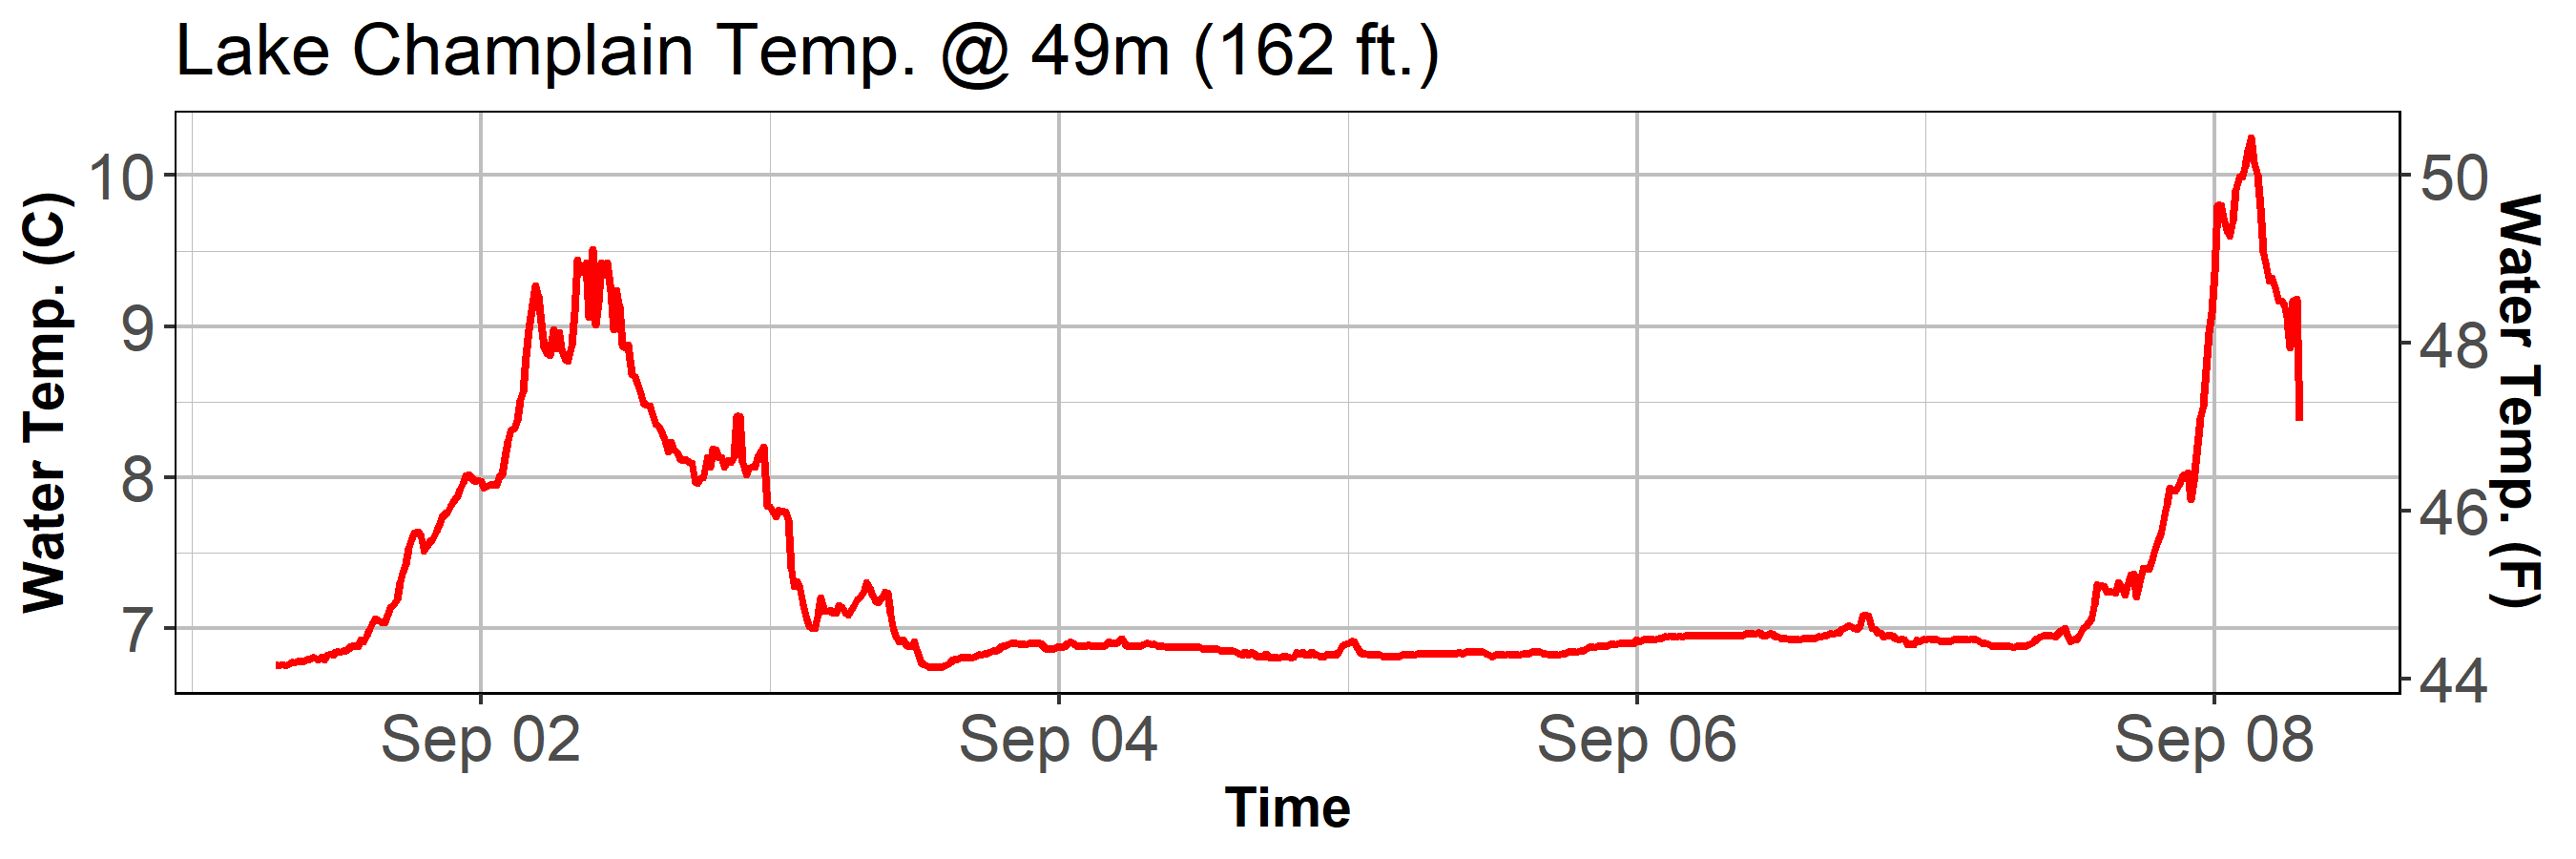 Lake Champlain Temp. @ 49m (162 ft.)
Water Temp. (C)
10
9
8
7
50
48
46
44
Water Temp. (F)
Sep 02
Sep 04
Sep 06
Sep 08
Time